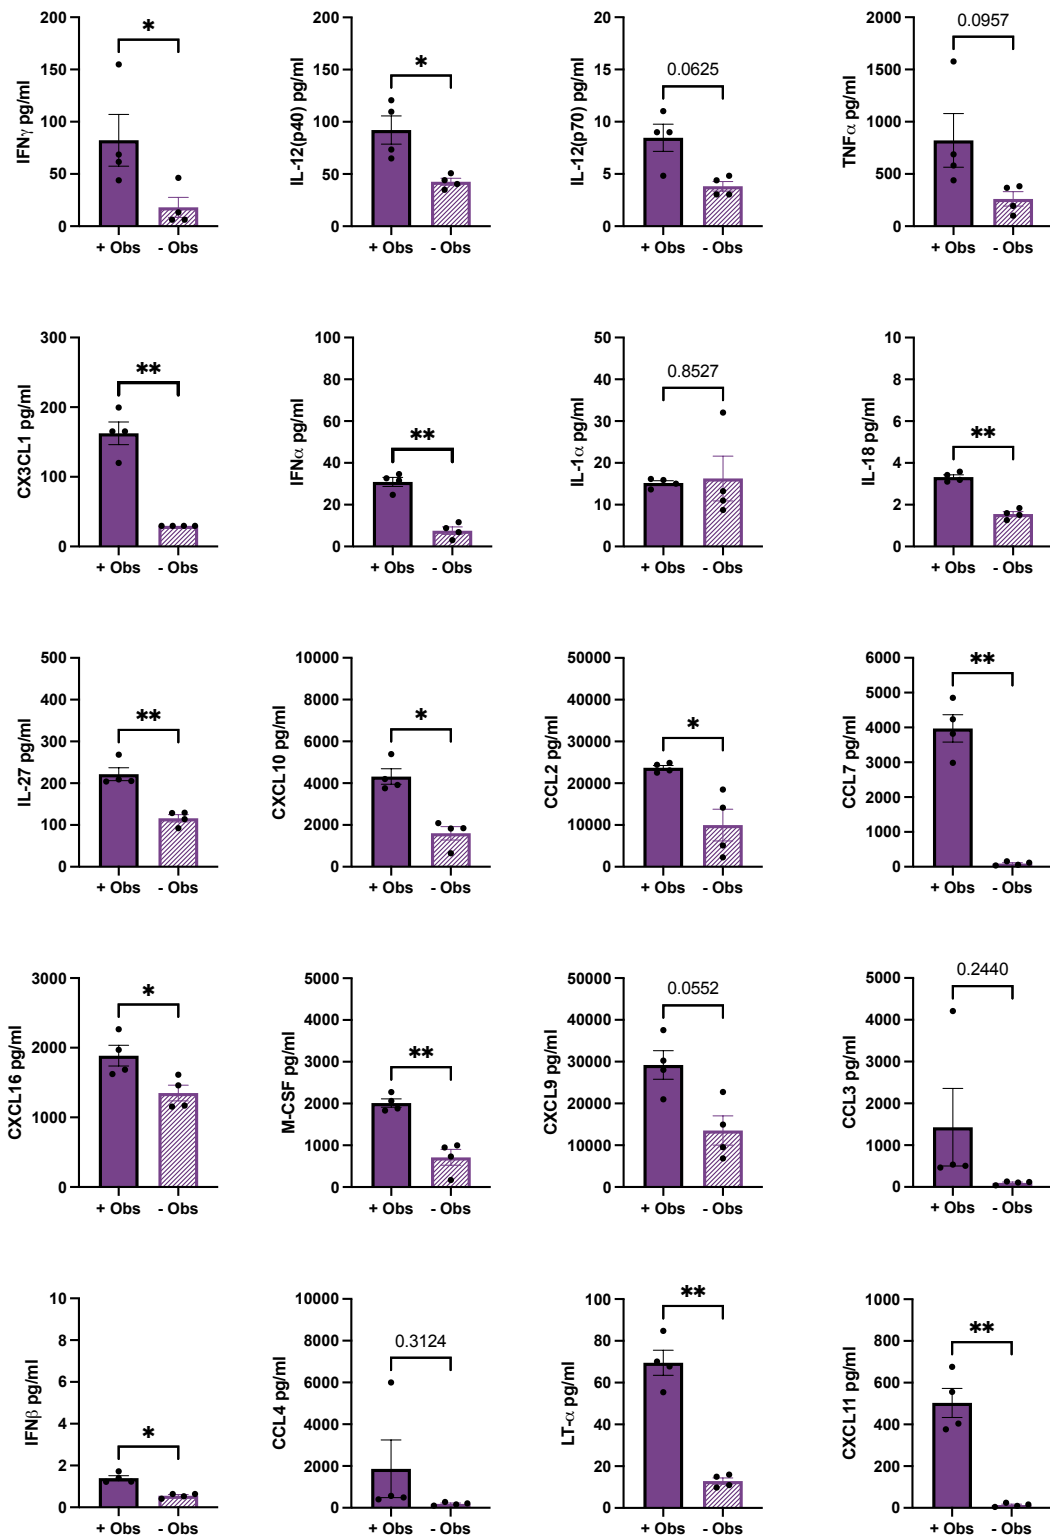 IFNγ pg/ml
200
150
100
50
0
*
+ Obs
- Obs
IL-12(p40) pg/ml
200
150
100
50
0
*
+ Obs
- Obs
IL-12(p70) pg/ml
20
15
10
5
0
0.0625
+ Obs
- Obs
TNFα pg/ml
2000
1500
1000
500
0
0.0957
+ Obs
- Obs
CX3CL1 pg/ml
300
200
100
0
**
+ Obs
- Obs
IFNα pg/ml
100
80
60
40
20
0
**
+ Obs
- Obs
IL-1α pg/ml
50
40
30
20
10
0
0.8527
+ Obs
- Obs
IL-18 pg/ml
10
8
6
4
2
0
**
+ Obs
- Obs
IL-27 pg/ml
500
400
300
200
100
0
**
+ Obs
- Obs
CXCL10 pg/ml
10000
8000
6000
4000
2000
0
*
+ Obs
- Obs
CCL2 pg/ml
50000
40000
30000
20000
10000
0
*
+ Obs
- Obs
CCL7 pg/ml
6000
5000
4000
3000
2000
1000
0
**
+ Obs
- Obs
CXCL16 pg/ml
3000
2000
1000
0
*
+ Obs
- Obs
M-CSF pg/ml
5000
4000
3000
2000
1000
0
**
+ Obs
- Obs
CXCL9 pg/ml
50000
40000
30000
20000
10000
0
0.0552
+ Obs
- Obs
CCL3 pg/ml
5000
4000
3000
2000
1000
0
0.2440
+ Obs
- Obs
IFNβ pg/ml
10
8
6
4
2
0
*
+ Obs
- Obs
CCL4 pg/ml
10000
8000
6000
4000
2000
0
0.3124
+ Obs
- Obs
LT-α pg/ml
100
80
60
40
20
0
**
+ Obs
- Obs
CXCL11 pg/ml
1000
800
600
400
200
0
**
+ Obs
- Obs